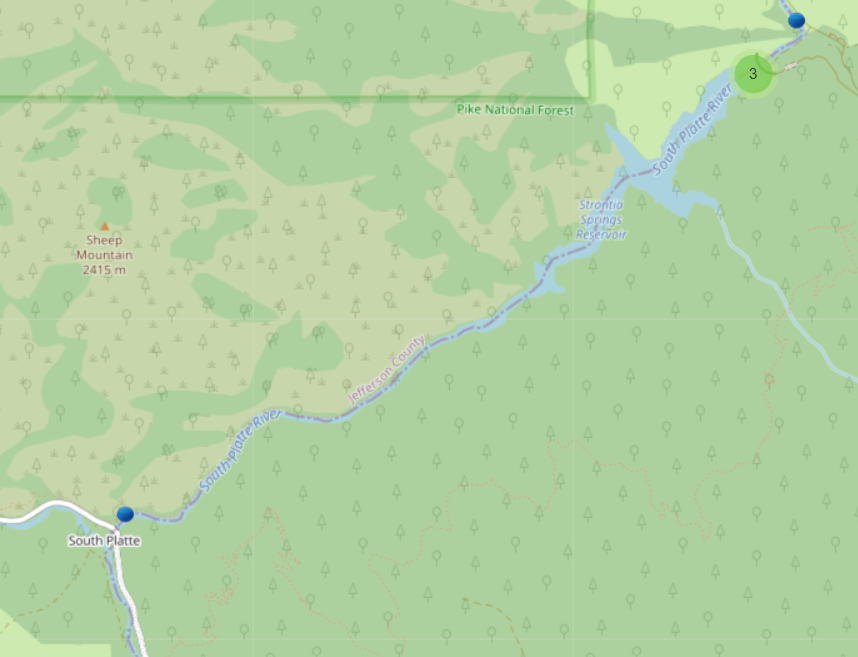 3
South Platte River
Pike National Forest
Strontia
Springs
Reservoir
Sheep
Mountain
2415 m
Jefferson County
South Platte River
South Platte